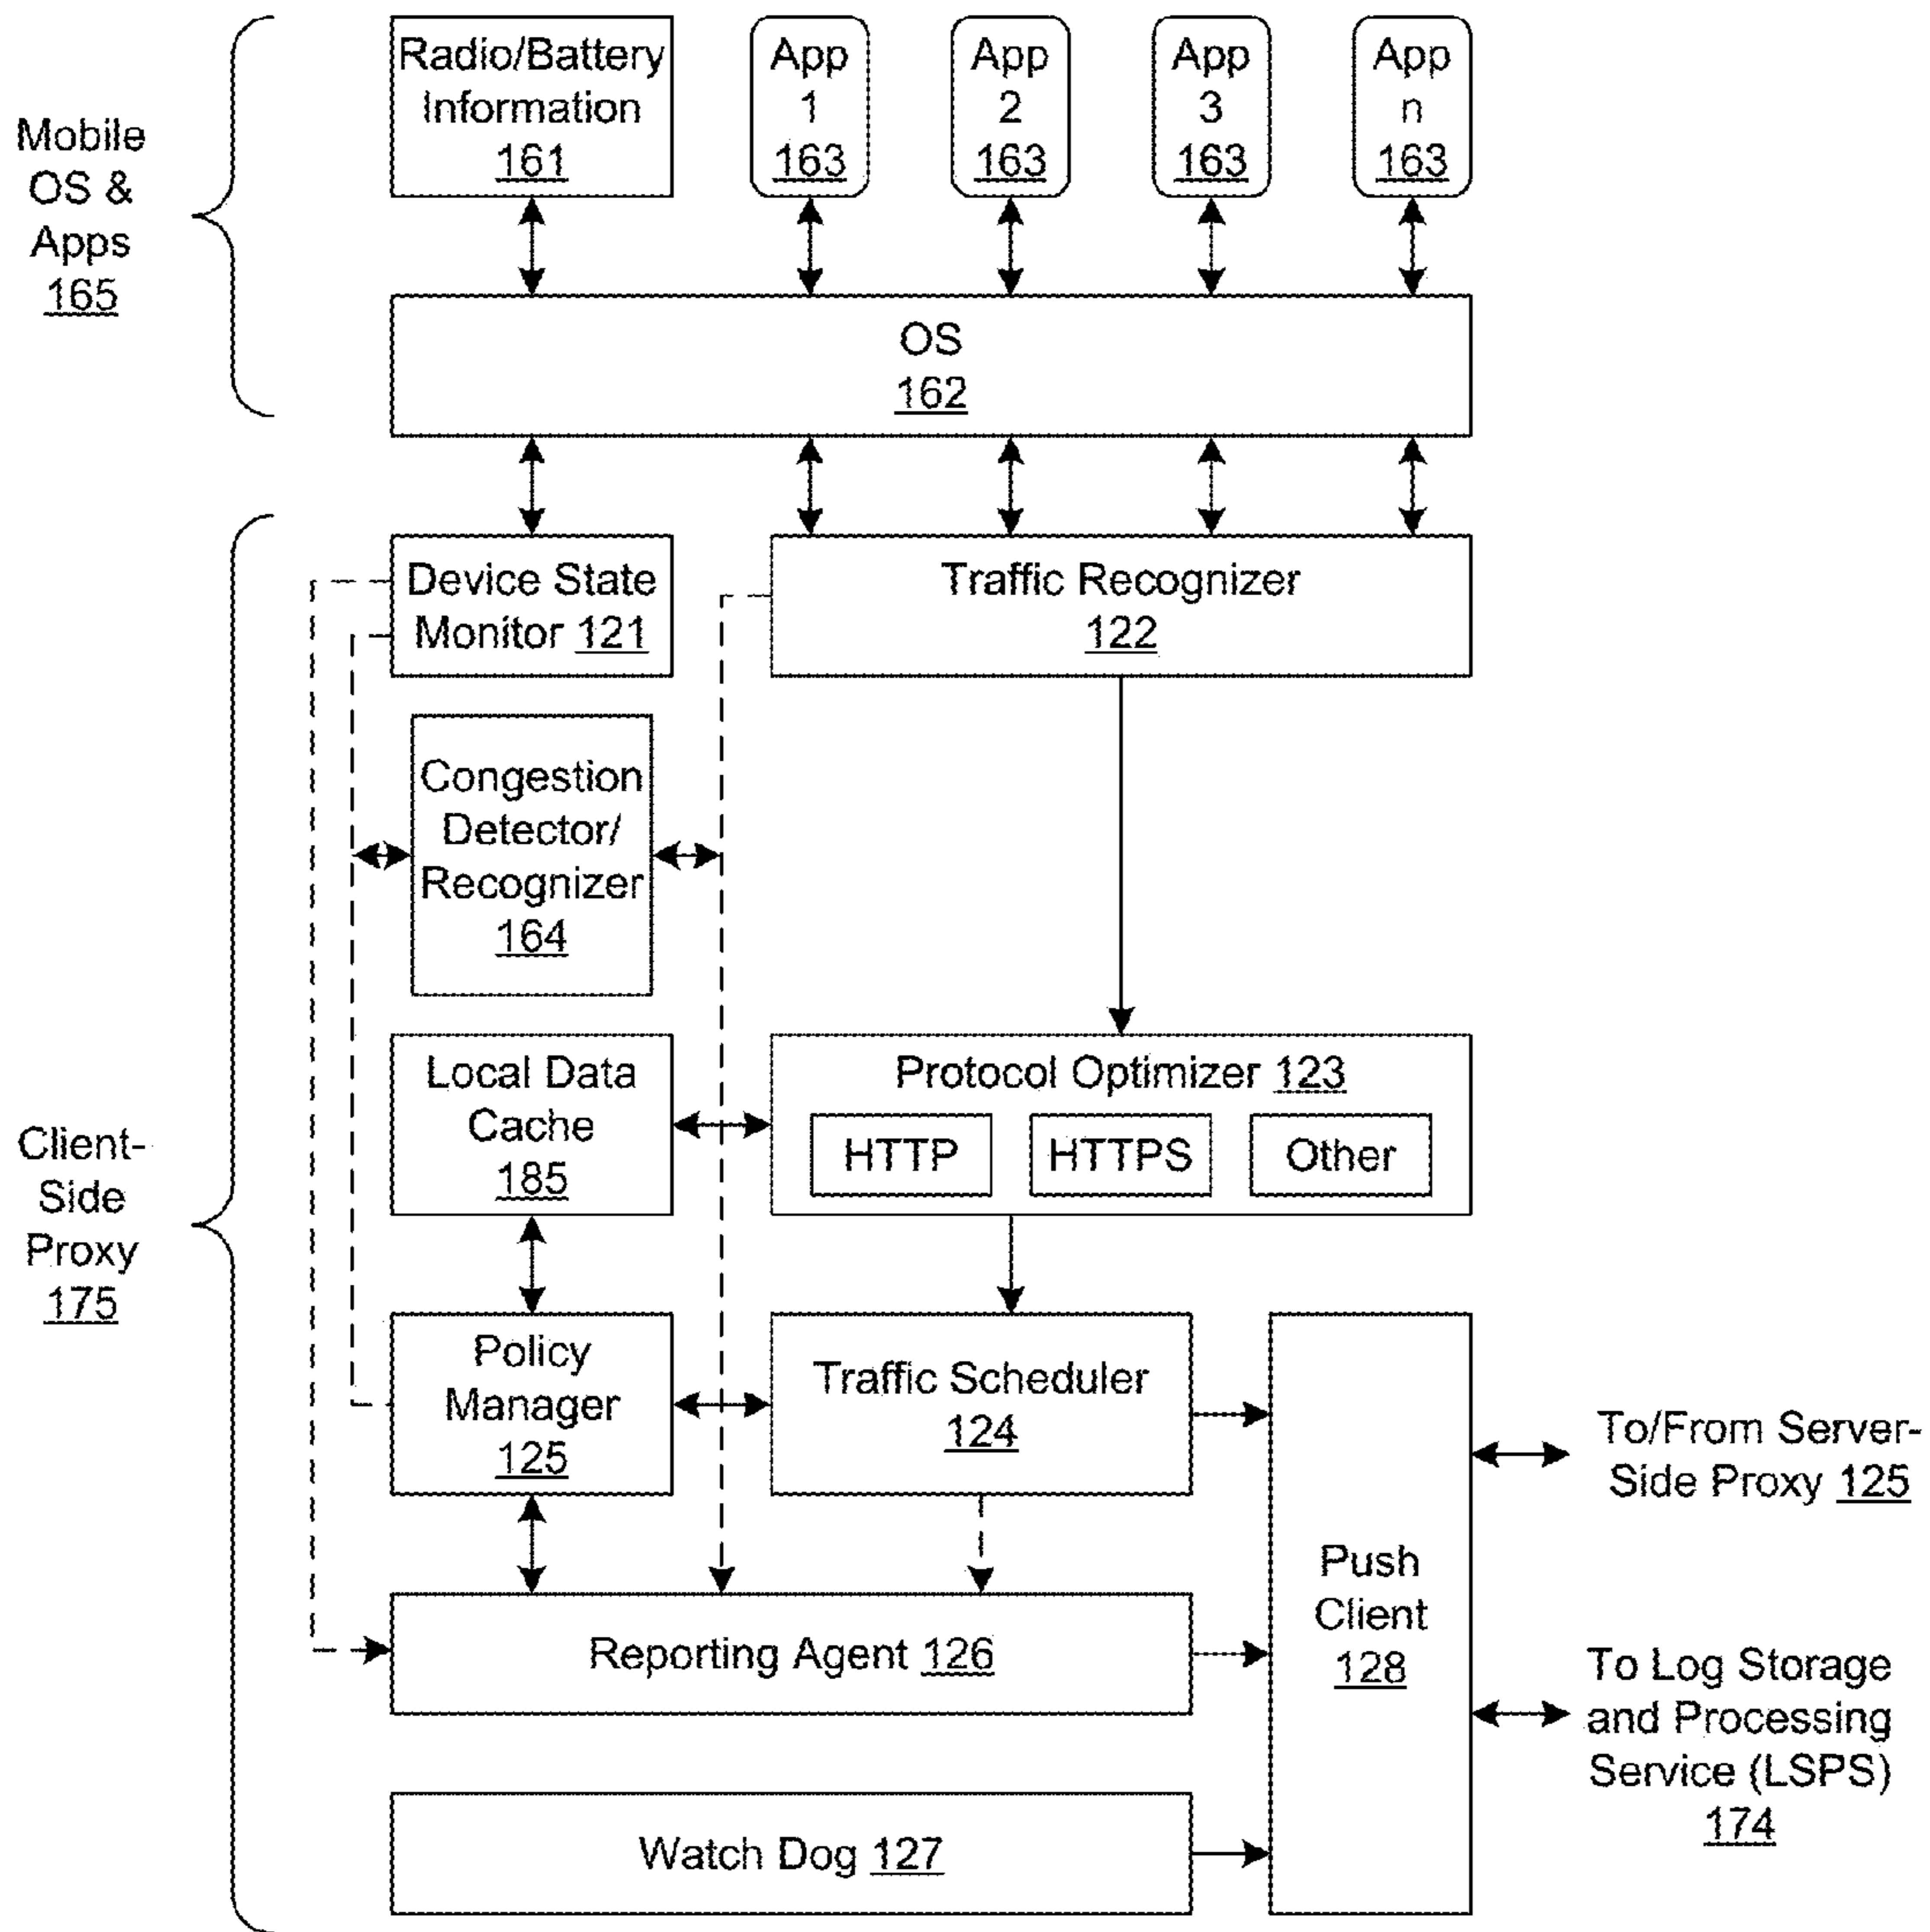 Radio/Battery
Information
161
App
1
163
App
2
163
App
3
163
App
n
163
Mobile
OS &
Apps
165
OS
162
Device State
Monitor 121
Traffic Recognizer
122
Congestion
Detector/
Recognizer
164
Local Data
Cache
185
Protocol Optimizer 123
HTTP
HTTPS
Other
Client-
Side
Proxy
175
Policy
Manager
125
Traffic Scheduler
124
Push
Client
128
To/From Server-
Side Proxy 125
Reporting Agent 126
To Log Storage
and Processing
Service (LSPS)
174
Watch Dog 127